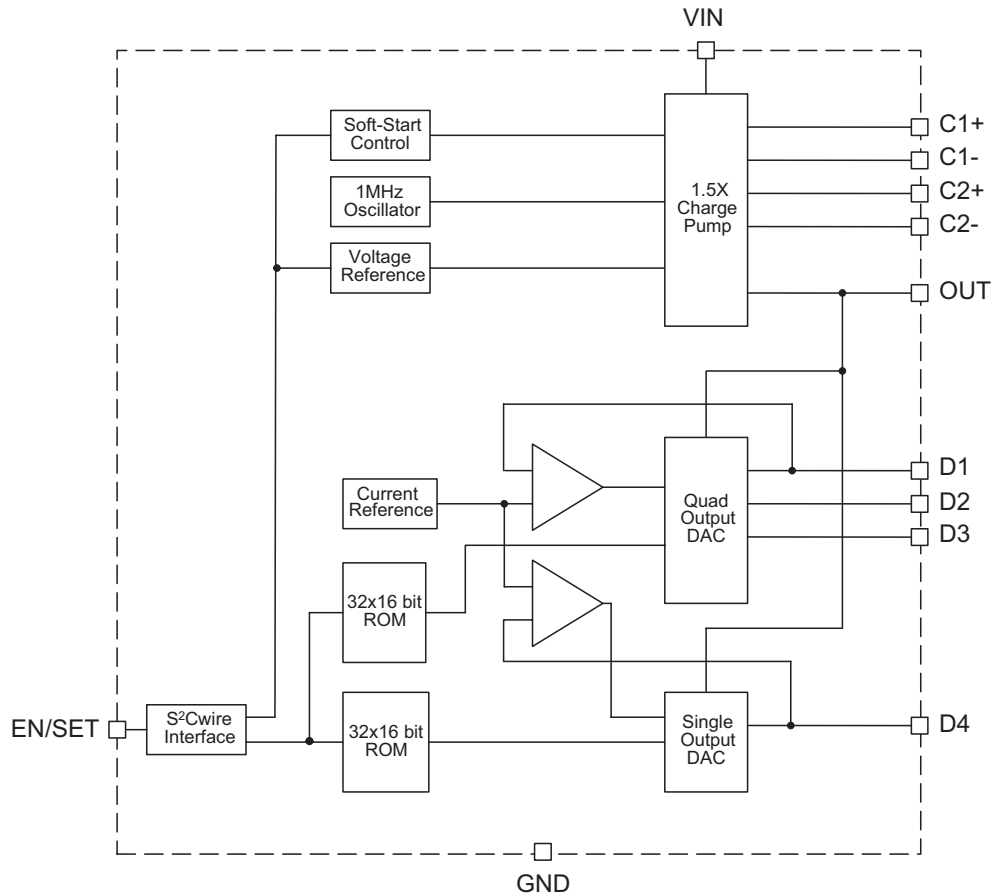 VIN
Soft-Start
Control
1MHz
Oscillator
Voltage
Reference
1.5X
Charge
Pump
C1+
C1-
C2+
C2-
OUT
Current
Reference
Quad
Output
DAC
D1
D2
D3
32x16 bit
ROM
EN/SET
S²Cwire
Interface
32x16 bit
ROM
Single
Output
DAC
D4
GND